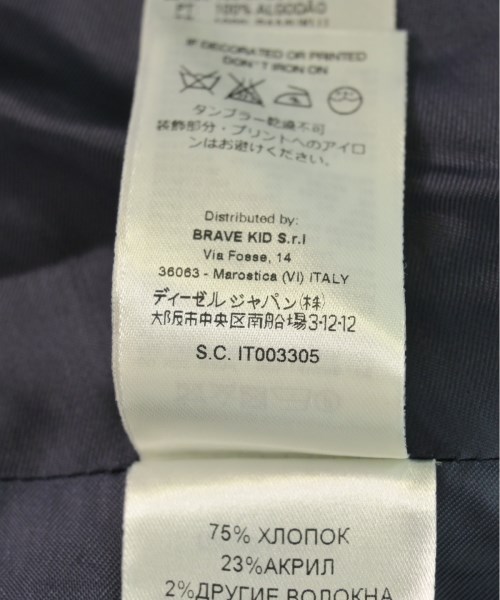 PT 100% ALGODÃO
IF DECORATED OR PRINTED
DON'T IRON ON
タンブラー乾燥不可
装飾部分・プリントへのアイロ
ンはお避けください。
Distributed by:
BRAVE KID S.r.l
Via Fosse, 14
36063 - Marostica (VI) ITALY
ディーゼルジャパン(株)
大阪市中央区南船場3-12-12
S.C. IT003305
75% ХЛОПОК
23%АКРИЛ
2%ДРУГИЕ ВОЛОКНА